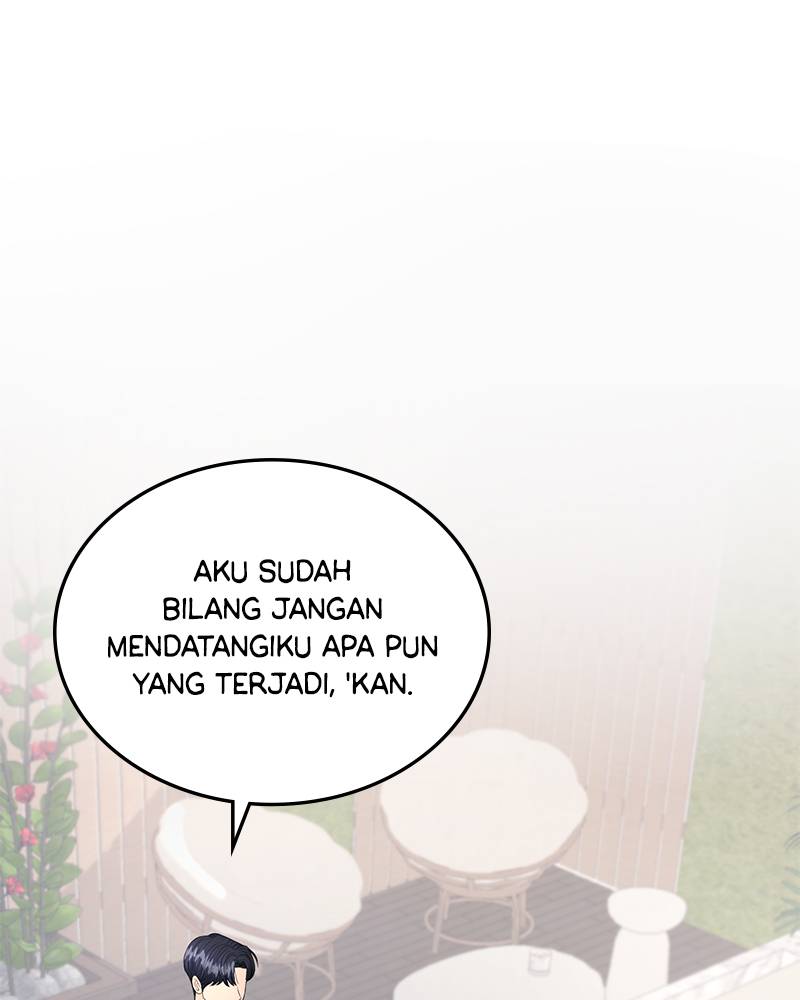 AKU SUDAH
BILANG JANGAN
MENDATANGIKU APA PUN
YANG TERJADI, 'KAN.